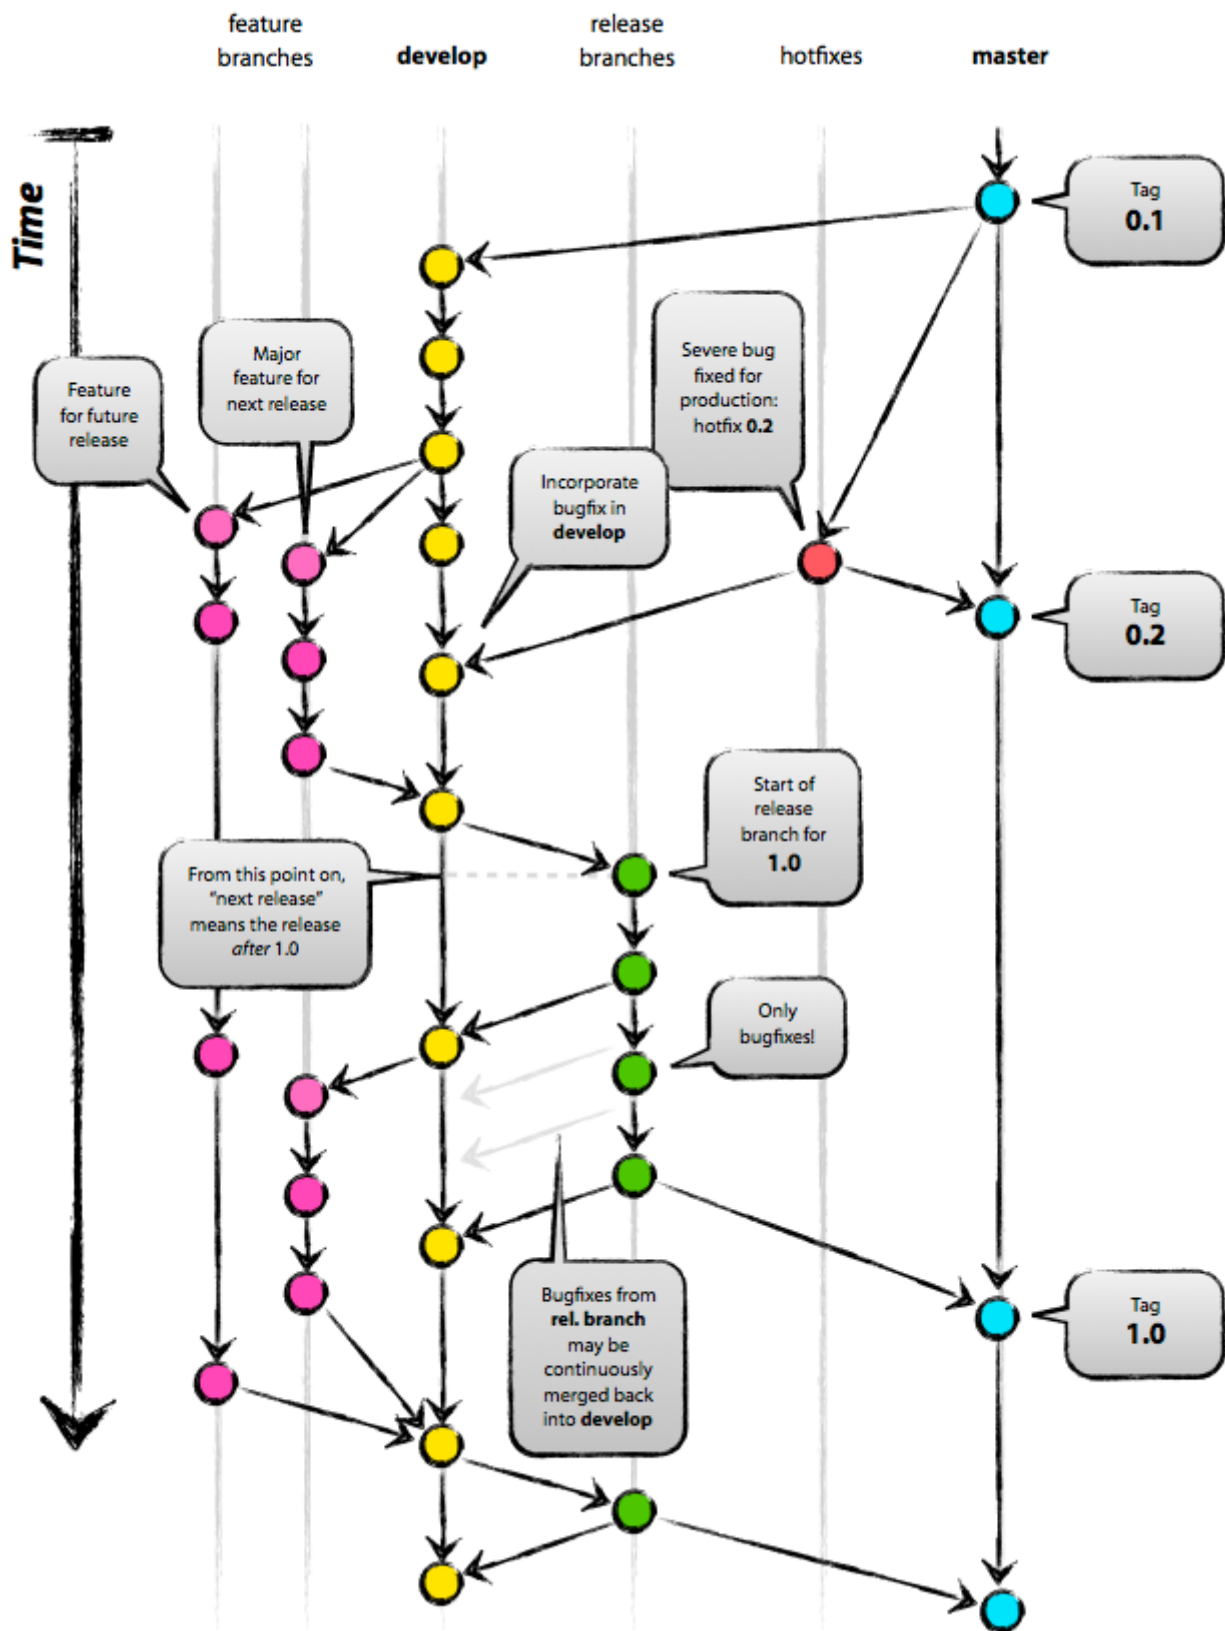 feature
branches
develop
release
branches
hotfixes
master
Time
Tag
0.1
Feature
for future
release
Major
feature for
next release
Severe bug
fixed for
production:
hotfix 0.2
Incorporate
bugfix in
develop
Tag
0.2
Start of
release
branch for
1.0
From this point on,
“next release”
means the release
after 1.0
Only
bugfixes!
Bugfixes from
rel. branch
may be
continuously
merged back
into develop
Tag
1.0